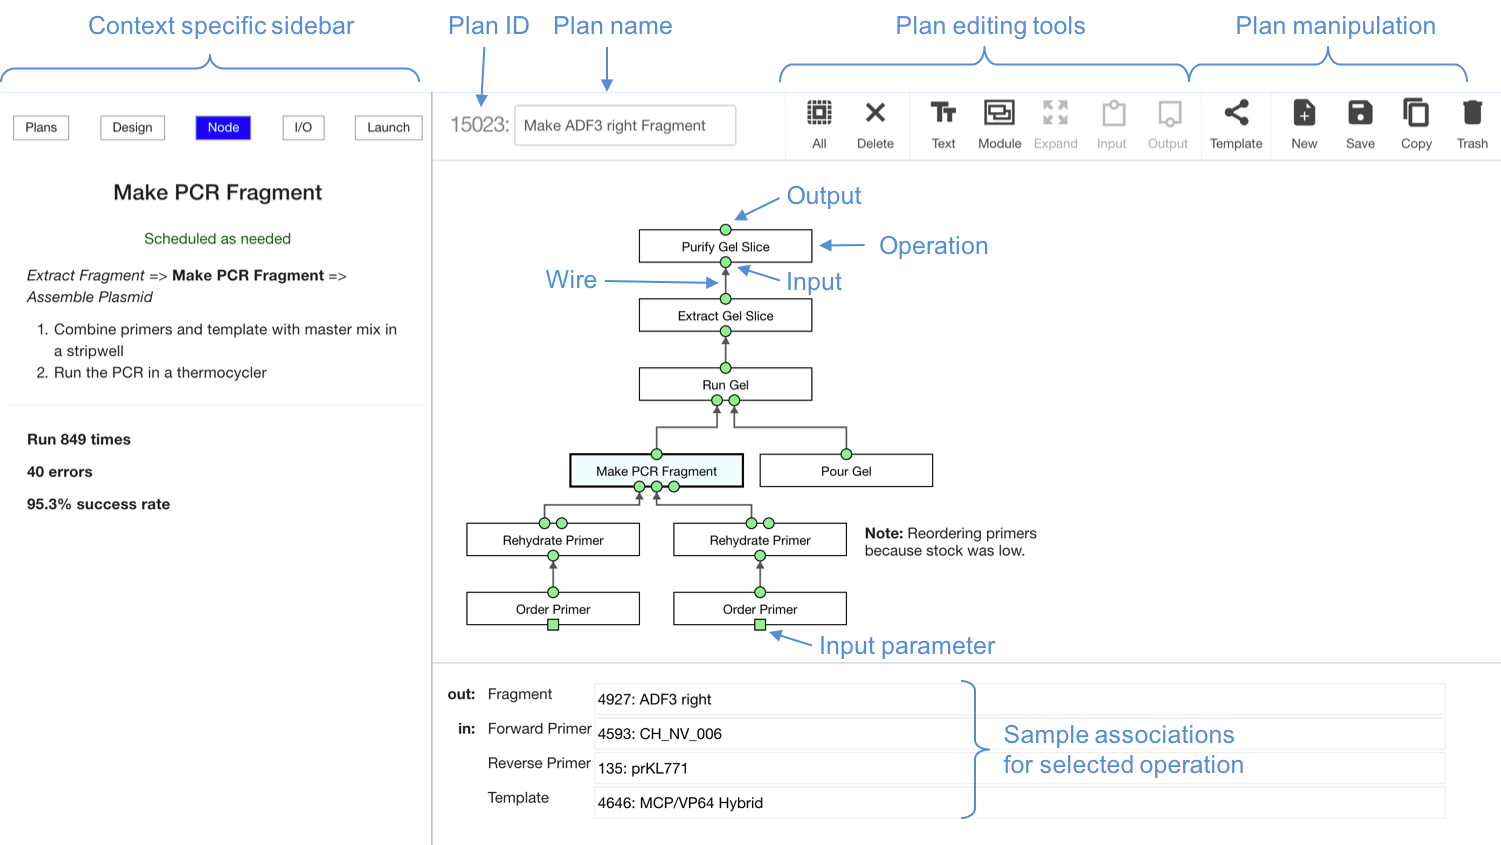 Context specific sidebar
Plan ID
Plan name
Plan editing tools
Plan manipulation
Plans
Design
Node
I/O
Launch
15023:
Make ADF3 right Fragment
All
Delete
Text
Module
Expand
Input
Output
Template
New
Save
Copy
Trash
Make PCR Fragment
Scheduled as needed
Extract Fragment => Make PCR Fragment =>
Assemble Plasmid
1. Combine primers and template with master mix in
a stripwell
2. Run the PCR in a thermocycler
Run 849 times
40 errors
95.3% success rate
Output
Purify Gel Slice
Operation
Wire
Input
Extract Gel Slice
Run Gel
Make PCR Fragment
Pour Gel
Rehydrate Primer
Rehydrate Primer
Note: Reordering primers
because stock was low.
Order Primer
Order Primer
Input parameter
out: Fragment 4927: ADF3 right
in: Forward Primer 4593: CH_NV_006
Reverse Primer 135: prKL771
Template 4646: MCP/VP64 Hybrid
Sample associations
for selected operation